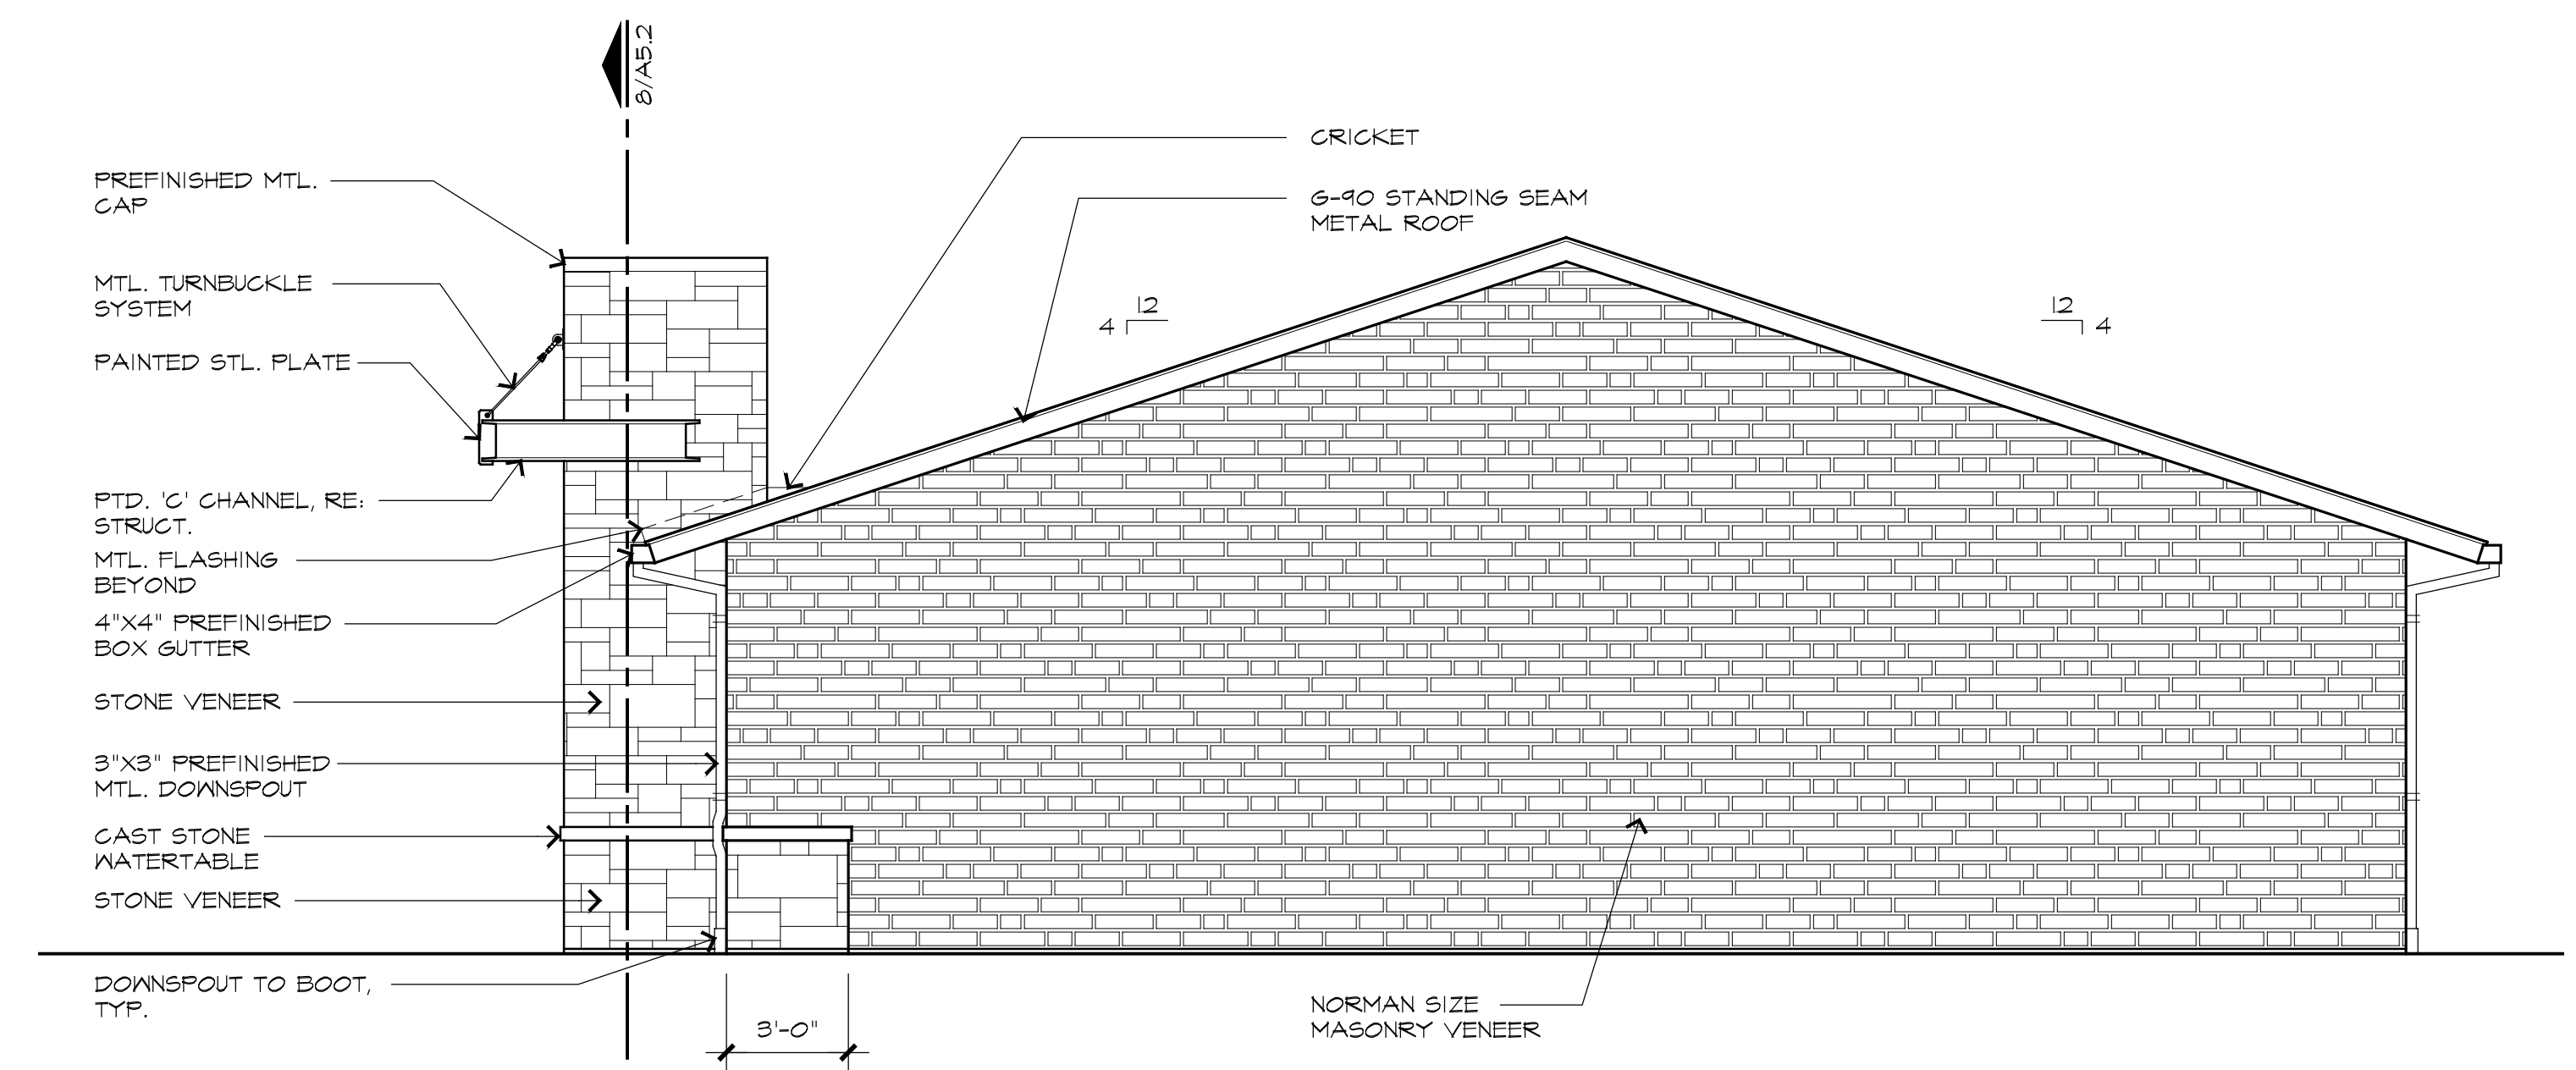 8/A5.2
CRICKET
PREFINISHED MTL.
CAP
G-90 STANDING SEAM
METAL ROOF
MTL. TURNBUCKLE
SYSTEM
12
4
12
4
PAINTED STL. PLATE
PTD. 'C' CHANNEL, RE:
STRUCT.
MTL. FLASHING
BEYOND
4"X4" PREFINISHED
BOX GUTTER
STONE VENEER
3"X3" PREFINISHED
MTL. DOWNSPOUT
CAST STONE
WATERTABLE
STONE VENEER
DOWNSPOUT TO BOOT,
TYP.
3'-0"
NORMAN SIZE
MASONRY VENEER